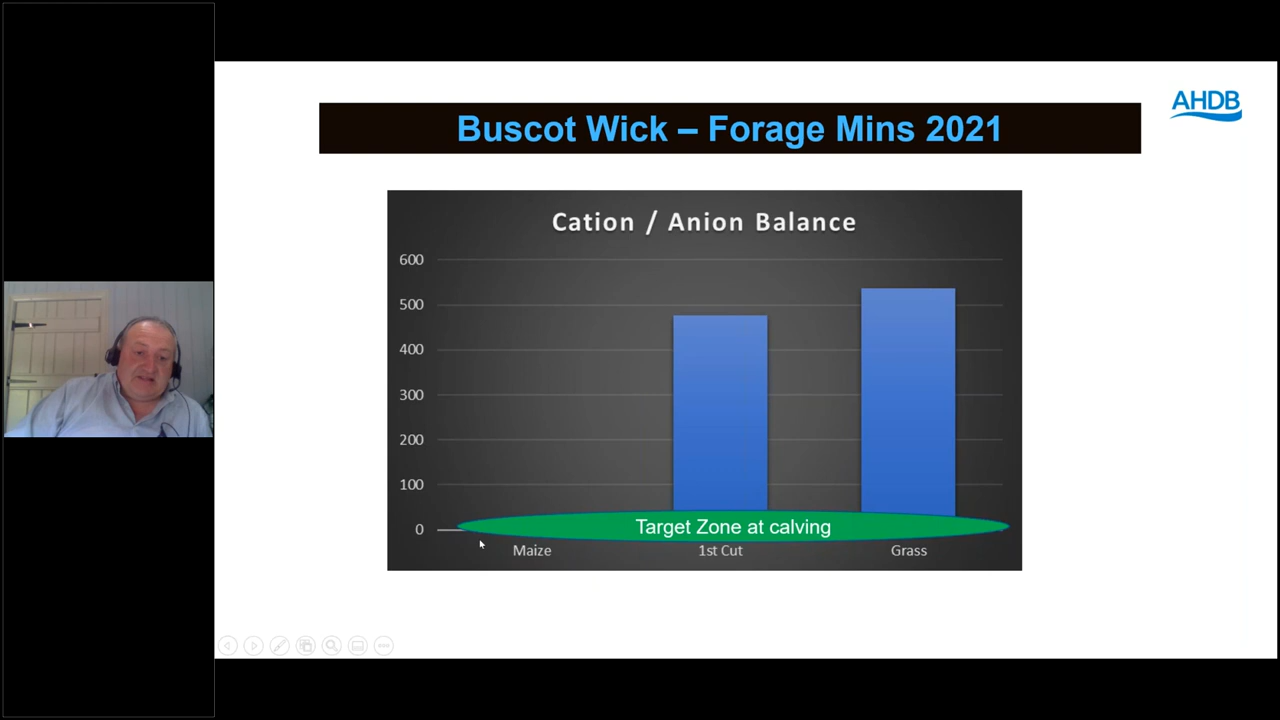 AHDB
Buscot Wick – Forage Mins 2021
Cation / Anion Balance
600
500
400
300
200
100
0
Target Zone at calving
Maize
1st Cut
Grass